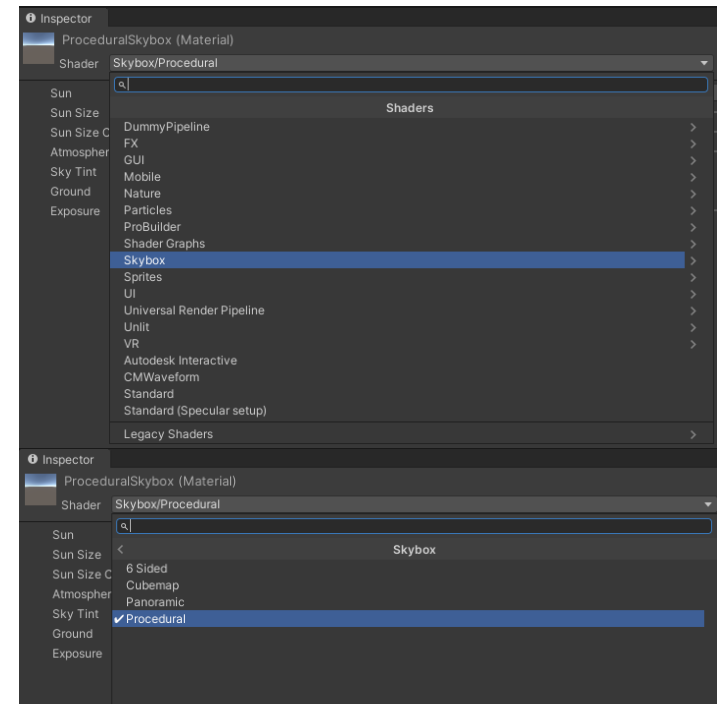 Inspector
ProceduralSkybox (Material)
Shader Skybox/Procedural
Sun
Sun Size
Sun Size C
Atmospher
Sky Tint
Ground
Exposure
Shaders
DummyPipeline
FX
GUI
Mobile
Nature
Particles
ProBuilder
Shader Graphs
Skybox
Sprites
UI
Universal Render Pipeline
Unlit
VR
Autodesk Interactive
CMWaveform
Standard
Standard (Specular setup)
Legacy Shaders
Inspector
ProceduralSkybox (Material)
Shader Skybox/Procedural
Sun
Sun Size
Sun Size C
Atmospher
Sky Tint
Ground
Exposure
Skybox
6 Sided
Cubemap
Panoramic
Procedural